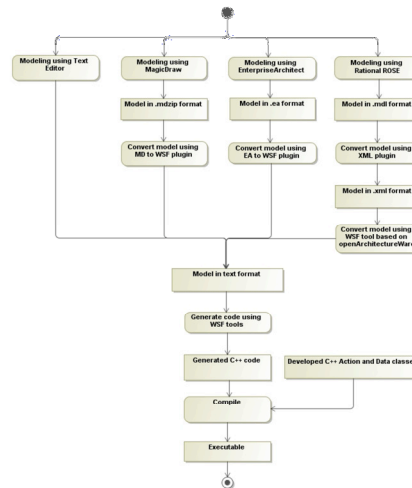 Modeling using Text
Editor
Modeling using
MagicDraw
Modeling using
EnterpriseArchitect
Modeling using
Rational ROSE
Model in .mdzip format
Model in .ea format
Model in .mdl format
Convert model using
MD to WSF plugin
Convert model using
EA to WSF plugin
Convert model using
XML plugin
Model in .xml format
Convert model using
WSF tool based on
openArchitectureWare
Model in text format
Generate code using
WSF tools
Generated C++ code
Developed C++ Action and Data classe
Compile
Executable